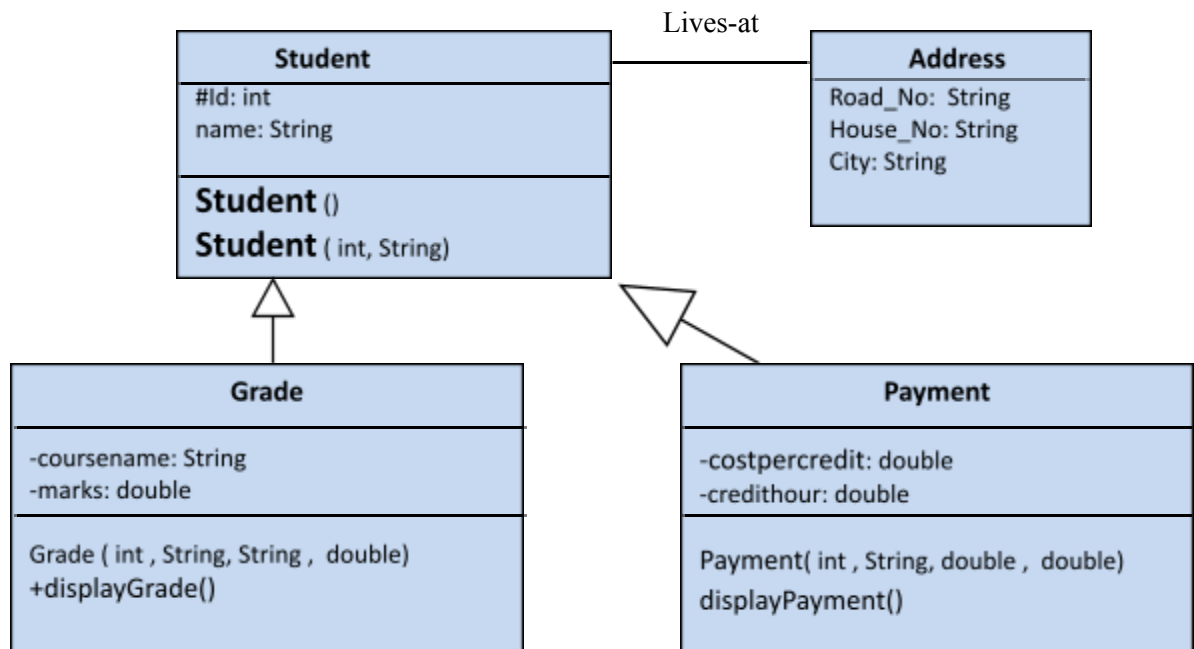 Lives-at
Student
#Id: int
name: String
Student ()
Student ( int, String)
Address
Road_No: String
House_No: String
City: String
Grade
-coursename: String
-marks: double
Grade ( int , String, String , double)
+displayGrade()
Payment
-costpercredit: double
-credithour: double
Payment( int , String, double , double)
displayPayment()